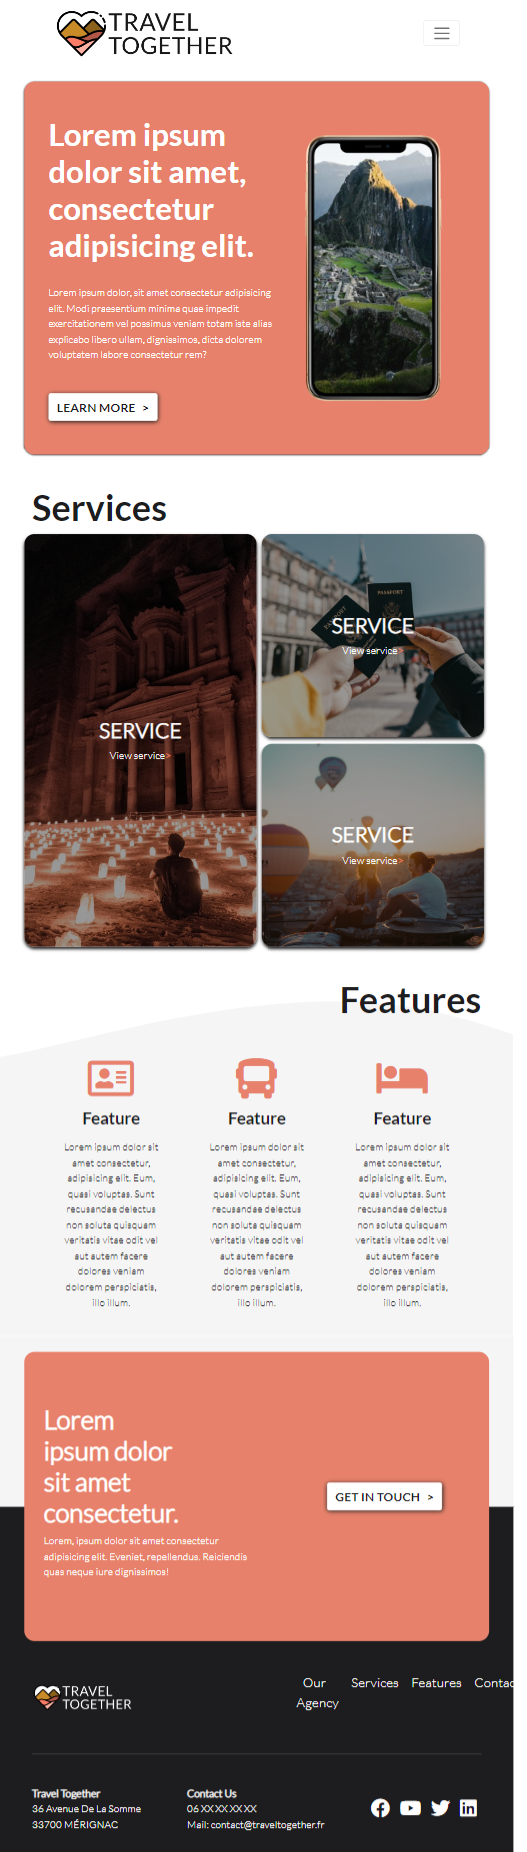 TRAVEL
TOGETHER
Lorem ipsum
dolor sit amet,
consectetur
adipisicing elit.
Lorem ipsum dolor, sit amet consectetur adipisicing
elit. Modi praesentium minima quae impedit
exercitationem vel possimus veniam totam iste alias
explicabo libero ullam, dignissimos, dicta dolorem
voluptatem labore consectetur rem?
LEARN MORE >
Services
SERVICE
View service>
PASSPORT
PASSPORT
SERVICE
View service>
SERVICE
View service>
Features
Feature
Lorem ipsum dolor sit
amet consectetur,
adipisicing elit. Eum,
quasi voluptas. Sunt
recusandae delectus
non soluta quisquam
veritatis vitae odit vel
aut autem facere
dolores veniam
dolorem perspiciatis,
illo illum.
Feature
Lorem ipsum dolor sit
amet consectetur,
adipisicing elit. Eum,
quasi voluptas. Sunt
recusandae delectus
non soluta quisquam
veritatis vitae odit vel
aut autem facere
dolores veniam
dolorem perspiciatis,
illo illum.
Feature
Lorem ipsum dolor sit
amet consectetur,
adipisicing elit. Eum,
quasi voluptas. Sunt
recusandae delectus
non soluta quisquam
veritatis vitae odit vel
aut autem facere
dolores veniam
dolorem perspiciatis,
illo illum.
Lorem
ipsum dolor
sit amet
consectetur.
Lorem, ipsum dolor sit amet consectetur
adipisicing elit. Eveniet, repellendus. Reiciendis
quas neque iure dignissimos!
GET IN TOUCH >
TRAVEL
TOGETHER
Our
Agency
Services
Features
Contac
Travel Together
36 Avenue De La Somme
33700 MÉRIGNAC
Contact Us
06 XX XX XX XX
Mail: contact@traveltogether.fr